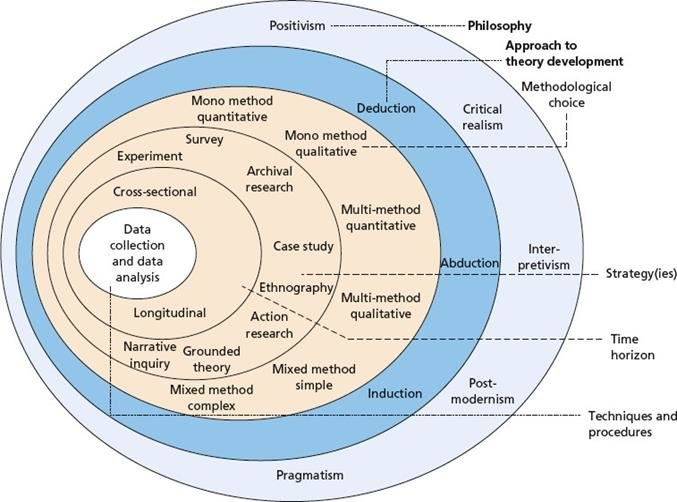 Positivism
Philosophy
Approach to
theory development
Methodological
choice
Mono method
quantitative
Deduction
Critical
realism
Mono method
qualitative
Survey
Experiment
Archival
research
Cross-sectional
Multi-method
quantitative
Data
collection
and data
analysis
Case study
Inter-
pretivism
Abduction
Strategy(ies)
Ethnography
Multi-method
qualitative
Longitudinal
Action
research
Time
horizon
Narrative
inquiry
Grounded
theory
Mixed method
simple
Mixed method
complex
Induction
Post-
modernism
Techniques and
procedures
Pragmatism